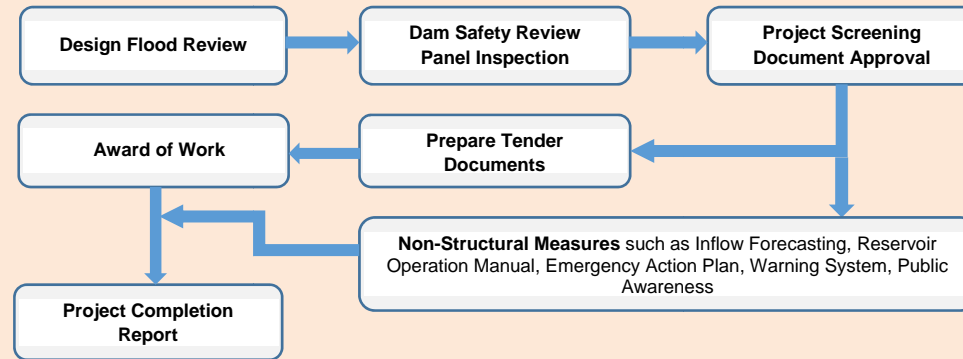 Design Flood Review
Dam Safety Review
Panel Inspection
Project Screening
Document Approval
Award of Work
Prepare Tender
Documents
Non-Structural Measures such as Inflow Forecasting, Reservoir
Operation Manual, Emergency Action Plan, Warning System, Public
Awareness
Project Completion
Report